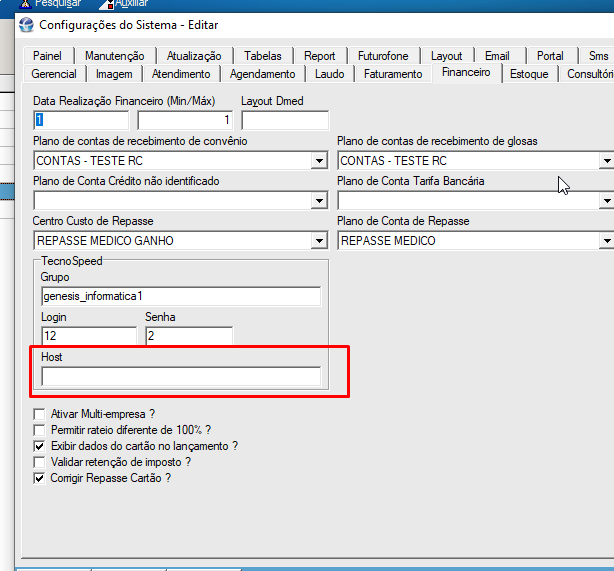 Pesquisar Auxiliar
Configurações do Sistema - Editar
Painel Manutenção Atualização Tabelas Report Futurofone Layout Email Portal Sms
Gerencial Imagem Atendimento Agendamento Laudo Faturamento Financeiro Estoque Consultóri
Data Realização Financeiro (Min/Máx) Layout Dmed
1 1
Plano de contas de recebimento de convênio Plano de contas de recebimento de glosas
CONTAS - TESTE RC CONTAS - TESTE RC
Plano de Conta Crédito não identificado Plano de Conta Tarifa Bancária
Centro Custo de Repasse Plano de Conta de Repasse
REPASSE MEDICO GANHO REPASSE MEDICO
TecnoSpeed
Grupo
genesis_informatica1
Login Senha
12 2
Host
Ativar Multi-empresa ?
Permitir rateio diferente de 100% ?
Exibir dados do cartão no lançamento ?
Validar retenção de imposto ?
Corrigir Repasse Cartão ?